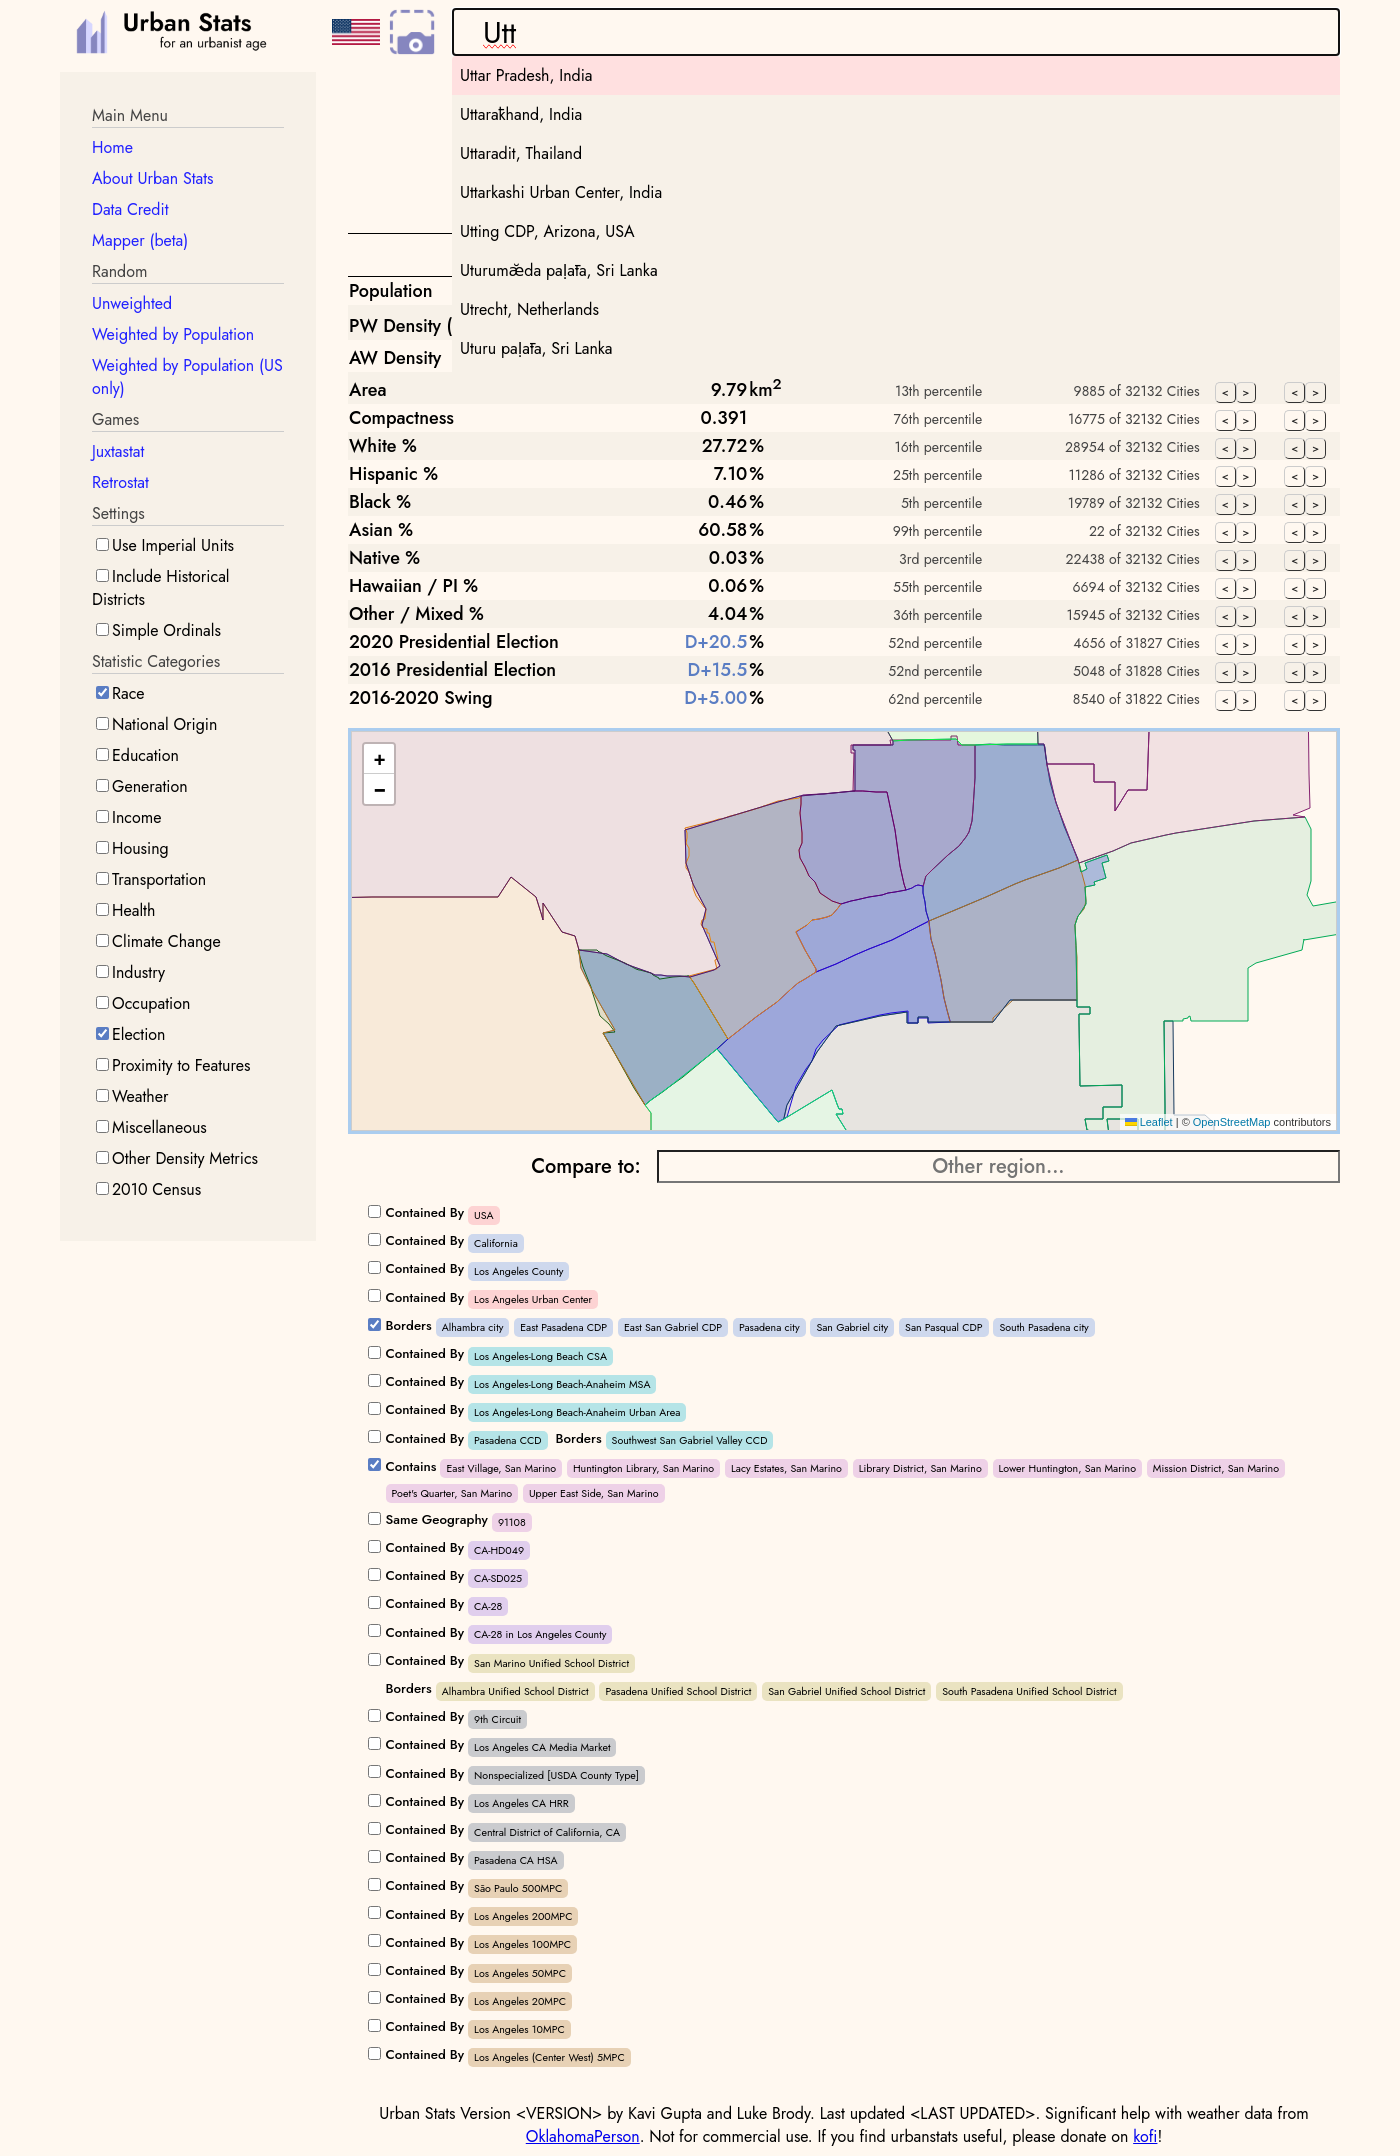 Urban Stats
for an urbanist age
Utt
Uttar Pradesh, India
Uttarakhand, India
Uttaradit, Thailand
Uttarkashi Urban Center, India
Utting CDP, Arizona, USA
Utrecht, Netherlands
Main Menu
Home
About Urban Stats
Data Credit
Mapper (beta)
Random
Unweighted
Weighted by Population
Weighted by Population (US
only)
Games
Juxtastat
Retrostat
Settings
Use Imperial Units
Include Historical
Districts
Simple Ordinals
Statistic Categories
Race
National Origin
Education
Generation
Income
Housing
Transportation
Health
Climate Change
Industry
Occupation
Election
Proximity to Features
Weather
Miscellaneous
Other Density Metrics
2010 Census
Population
PW Density (
AW Density
Area 9.79 km² 13th percentile 9885 of 32132 Cities < > < >
Compactness 0.391 76th percentile 16775 of 32132 Cities < > < >
White % 27.72% 16th percentile 28954 of 32132 Cities < > < >
Hispanic % 7.10% 25th percentile 11286 of 32132 Cities < > < >
Black % 0.46% 5th percentile 19789 of 32132 Cities < > < >
Asian % 60.58% 99th percentile 22 of 32132 Cities < > < >
Native % 0.03% 3rd percentile 22438 of 32132 Cities < > < >
Hawaiian / PI % 0.06% 55th percentile 6694 of 32132 Cities < > < >
Other / Mixed % 4.04% 36th percentile 15945 of 32132 Cities < > < >
2020 Presidential Election D+20.5% 52nd percentile 4656 of 31827 Cities < > < >
2016 Presidential Election D+15.5% 52nd percentile 5048 of 31828 Cities < > < >
2016-2020 Swing D+5.00% 62nd percentile 8540 of 31822 Cities < > < >
+
−
Leaflet | © OpenStreetMap contributors
Compare to: Other region...
Contained By USA
Contained By California
Contained By Los Angeles County
Contained By Los Angeles Urban Center
Borders Alhambra city East Pasadena CDP East San Gabriel CDP Pasadena city San Gabriel city San Pasqual CDP South Pasadena city
Contained By Los Angeles-Long Beach CSA
Contained By Los Angeles-Long Beach-Anaheim MSA
Contained By Los Angeles-Long Beach-Anaheim Urban Area
Contained By Pasadena CCD Borders Southwest San Gabriel Valley CCD
Contains East Village, San Marino Huntington Library, San Marino Lacy Estates, San Marino Library District, San Marino Lower Huntington, San Marino Mission District, San Marino
Poet's Quarter, San Marino Upper East Side, San Marino
Same Geography 91108
Contained By CA-HD049
Contained By CA-SD025
Contained By CA-28
Contained By CA-28 in Los Angeles County
Contained By San Marino Unified School District
Borders Alhambra Unified School District Pasadena Unified School District San Gabriel Unified School District South Pasadena Unified School District
Contained By 9th Circuit
Contained By Los Angeles CA Media Market
Contained By Nonspecialized [USDA County Type]
Contained By Los Angeles CA HRR
Contained By Central District of California, CA
Contained By Pasadena CA HSA
Contained By São Paulo 500MPC
Contained By Los Angeles 200MPC
Contained By Los Angeles 100MPC
Contained By Los Angeles 50MPC
Contained By Los Angeles 20MPC
Contained By Los Angeles 10MPC
Contained By Los Angeles (Center West) 5MPC
Urban Stats Version <VERSION> by Kavi Gupta and Luke Brody. Last updated <LAST UPDATED>. Significant help with weather data from
OklahomaPerson. Not for commercial use. If you find urbanstats useful, please donate on kofi!